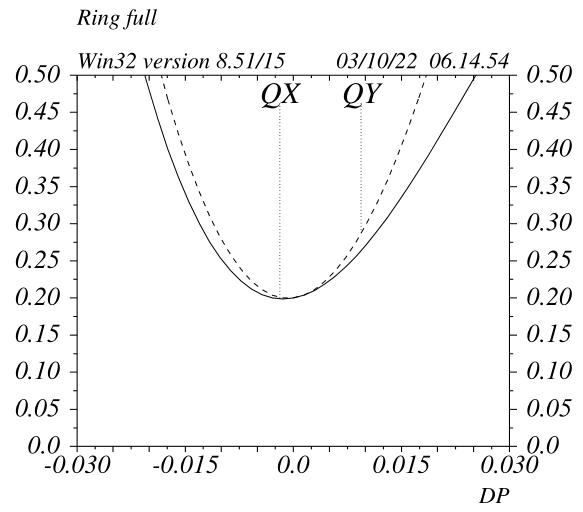 Ring full
Win32 version 8.51/15 03/10/22 06.14.54
0.50 0.50
QX QY
0.45 0.45
0.40 0.40
0.35 0.35
0.30 0.30
0.25 0.25
0.20 0.20
0.15 0.15
0.10 0.10
0.05 0.05
0.0 0.0
-0.030 -0.015 0.0 0.015 0.030
DP